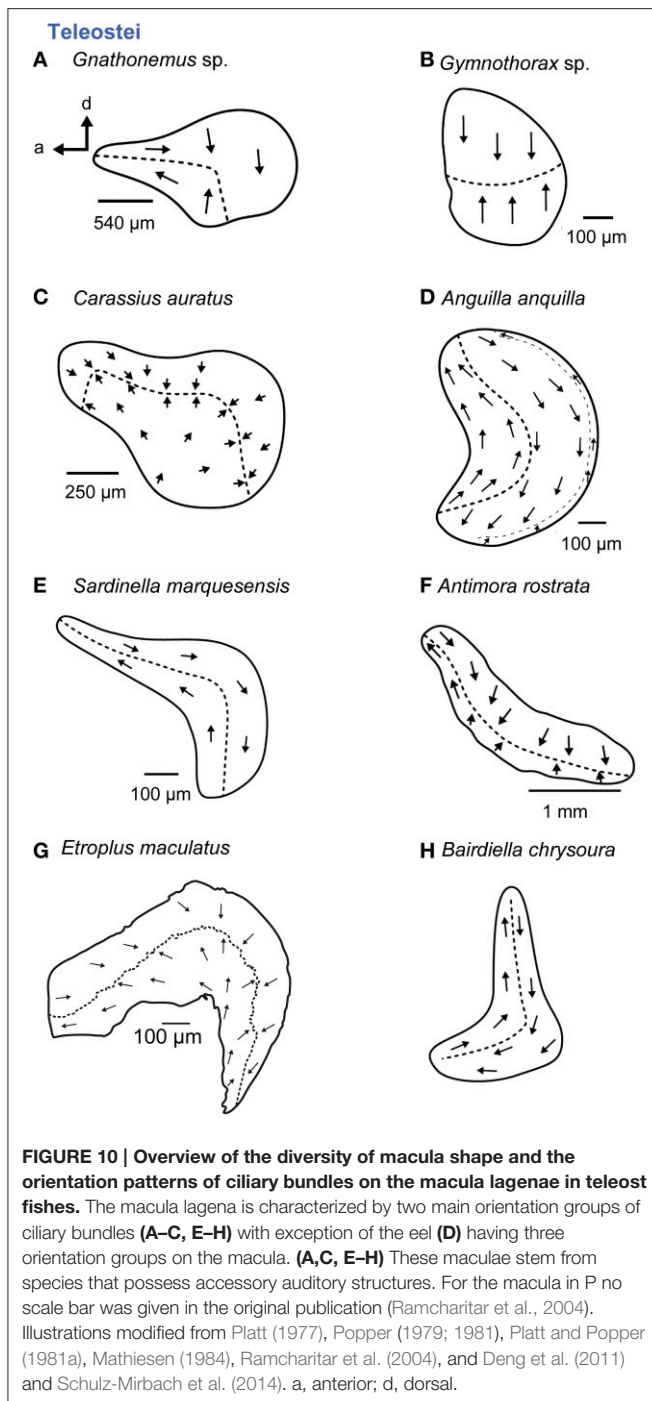 Teleostei
A Gnathonemus sp.
B Gymnothorax sp.
d
a
540 µm
100 µm
C Carassius auratus
D Anguilla anquilla
250 µm
100 µm
E Sardinella marquesensis
F Antimora rostrata
100 µm
1 mm
G Etroplus maculatus
H Bairdiella chrysoura
100 µm
FIGURE 10 | Overview of the diversity of macula shape and the
orientation patterns of ciliary bundles on the macula lagenae in teleost
fishes. The macula lagena is characterized by two main orientation groups of
ciliary bundles (A–C, E–H) with exception of the eel (D) having three
orientation groups on the macula. (A,C, E–H) These maculae stem from
species that possess accessory auditory structures. For the macula in P no
scale bar was given in the original publication (Ramcharitar et al., 2004).
Illustrations modified from Platt (1977), Popper (1979; 1981), Platt and Popper
(1981a), Mathiesen (1984), Ramcharitar et al. (2004), and Deng et al. (2011)
and Schulz-Mirbach et al. (2014). a, anterior; d, dorsal.